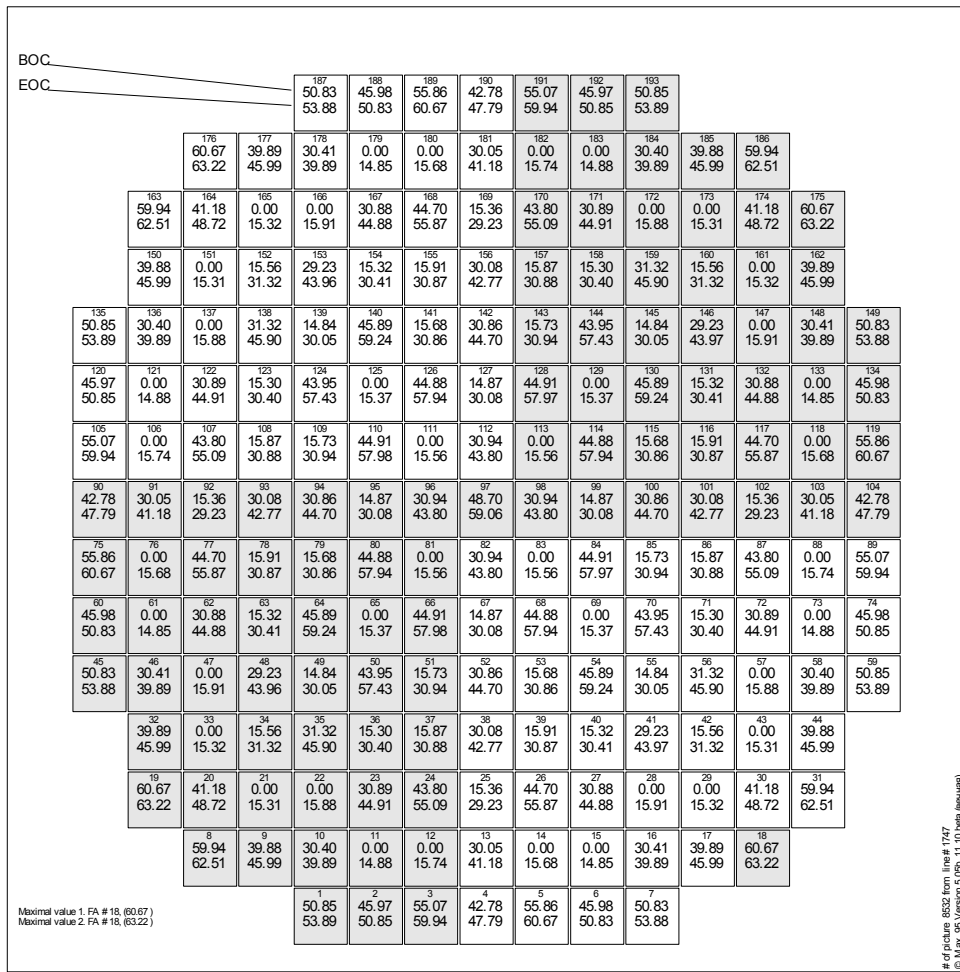 BOC
EOC
187 188 189 190 191 192 193
50.83 45.98 55.86 42.78 55.07 45.97 50.85
53.88 50.83 60.67 47.79 59.94 50.85 53.89
176 177 178 179 180 181 182 183 184 185 186
60.67 39.89 30.41 0.00 0.00 30.05 0.00 0.00 30.40 39.88 59.94
63.22 45.99 39.89 14.85 15.68 41.18 15.74 14.88 39.89 45.99 62.51
163 164 165 166 167 168 169 170 171 172 173 174 175
59.94 41.18 0.00 0.00 30.88 44.70 15.36 43.80 30.89 0.00 0.00 41.18 60.67
62.51 48.72 15.32 15.91 44.88 55.87 29.23 55.09 44.91 15.88 15.31 48.72 63.22
150 151 152 153 154 155 156 157 158 159 160 161 162
39.88 0.00 15.56 29.23 15.32 15.91 30.08 15.87 15.30 31.32 15.56 0.00 39.89
45.99 15.31 31.32 43.96 30.41 30.87 42.77 30.88 30.40 45.90 31.32 15.32 45.99
135 136 137 138 139 140 141 142 143 144 145 146 147 148 149
50.85 30.40 0.00 31.32 14.84 45.89 15.68 30.86 15.73 43.95 14.84 29.23 0.00 30.41 50.83
53.89 39.89 15.88 45.90 30.05 59.24 30.86 44.70 30.94 57.43 30.05 43.97 15.91 39.89 53.88
120 121 122 123 124 125 126 127 128 129 130 131 132 133 134
45.97 0.00 30.89 15.30 43.95 0.00 44.88 14.87 44.91 0.00 45.89 15.32 30.88 0.00 45.98
50.85 14.88 44.91 30.40 57.43 15.37 57.94 30.08 57.97 15.37 59.24 30.41 44.88 14.85 50.83
105 106 107 108 109 110 111 112 113 114 115 116 117 118 119
55.07 0.00 43.80 15.87 15.73 44.91 0.00 30.94 0.00 44.88 15.68 15.91 44.70 0.00 55.86
59.94 15.74 55.09 30.88 30.94 57.98 15.56 43.80 15.56 57.94 30.86 30.87 55.87 15.68 60.67
90 91 92 93 94 95 96 97 98 99 100 101 102 103 104
42.78 30.05 15.36 30.08 30.86 14.87 30.94 48.70 30.94 14.87 30.86 30.08 15.36 30.05 42.78
47.79 41.18 29.23 42.77 44.70 30.08 43.80 59.06 43.80 30.08 44.70 42.77 29.23 41.18 47.79
75 76 77 78 79 80 81 82 83 84 85 86 87 88 89
55.86 0.00 44.70 15.91 15.68 44.88 0.00 30.94 0.00 44.91 15.73 15.87 43.80 0.00 55.07
60.67 15.68 55.87 30.87 30.86 57.94 15.56 43.80 15.56 57.97 30.94 30.88 55.09 15.74 59.94
60 61 62 63 64 65 66 67 68 69 70 71 72 73 74
45.98 0.00 30.88 15.32 45.89 0.00 44.91 14.87 44.88 0.00 43.95 15.30 30.89 0.00 45.98
50.83 14.85 44.88 30.41 59.24 15.37 57.98 30.08 57.94 15.37 57.43 30.40 44.91 14.88 50.85
45 46 47 48 49 50 51 52 53 54 55 56 57 58 59
50.83 30.41 0.00 29.23 14.84 43.95 15.73 30.86 15.68 45.89 14.84 31.32 0.00 30.40 50.85
53.88 39.89 15.91 43.96 30.05 57.43 30.94 44.70 30.86 59.24 30.05 45.90 15.88 39.89 53.89
32 33 34 35 36 37 38 39 40 41 42 43 44
39.89 0.00 15.56 31.32 15.30 15.87 30.08 15.91 15.32 29.23 15.56 0.00 39.88
45.99 15.32 31.32 45.90 30.40 30.88 42.77 30.87 30.41 43.97 31.32 15.31 45.99
19 20 21 22 23 24 25 26 27 28 29 30 31
60.67 41.18 0.00 0.00 30.89 43.80 15.36 44.70 30.88 0.00 0.00 41.18 59.94
63.22 48.72 15.31 15.88 44.91 55.09 29.23 55.87 44.88 15.91 15.32 48.72 62.51
8 9 10 11 12 13 14 15 16 17 18
59.94 39.88 30.40 0.00 0.00 30.05 0.00 0.00 30.41 39.89 60.67
62.51 45.99 39.89 14.88 15.74 41.18 15.68 14.85 39.89 45.99 63.22
1 2 3 4 5 6 7
50.85 45.97 55.07 42.78 55.86 45.98 50.83
53.89 50.85 59.94 47.79 60.67 50.83 53.88
Maximal value 1. FA # 18, (60.67 )
Maximal value 2. FA # 18, (63.22 )
# of picture 8532 from line# 1747
© May, 95 Version 5.05b, 11.10 beta